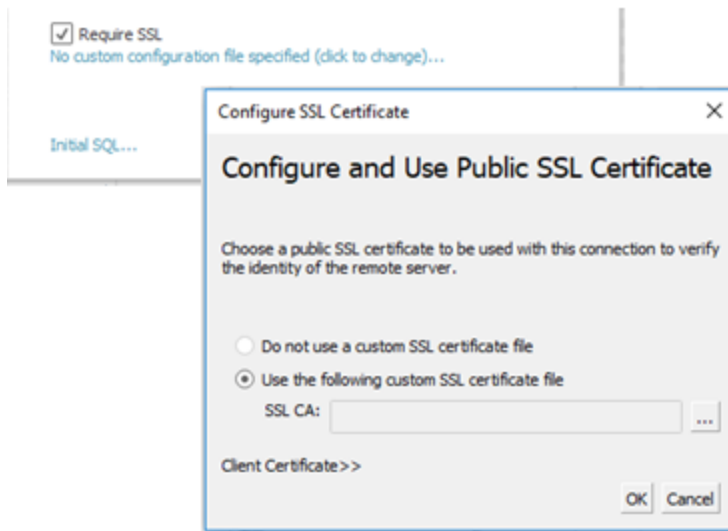 Require SSL
No custom configuration file specified (click to change)...
Initial SQL...
Configure SSL Certificate
Configure and Use Public SSL Certificate
Choose a public SSL certificate to be used with this connection to verify
the identity of the remote server.
Do not use a custom SSL certificate file
Use the following custom SSL certificate file
SSL CA:
...
Client Certificate>>
OK Cancel